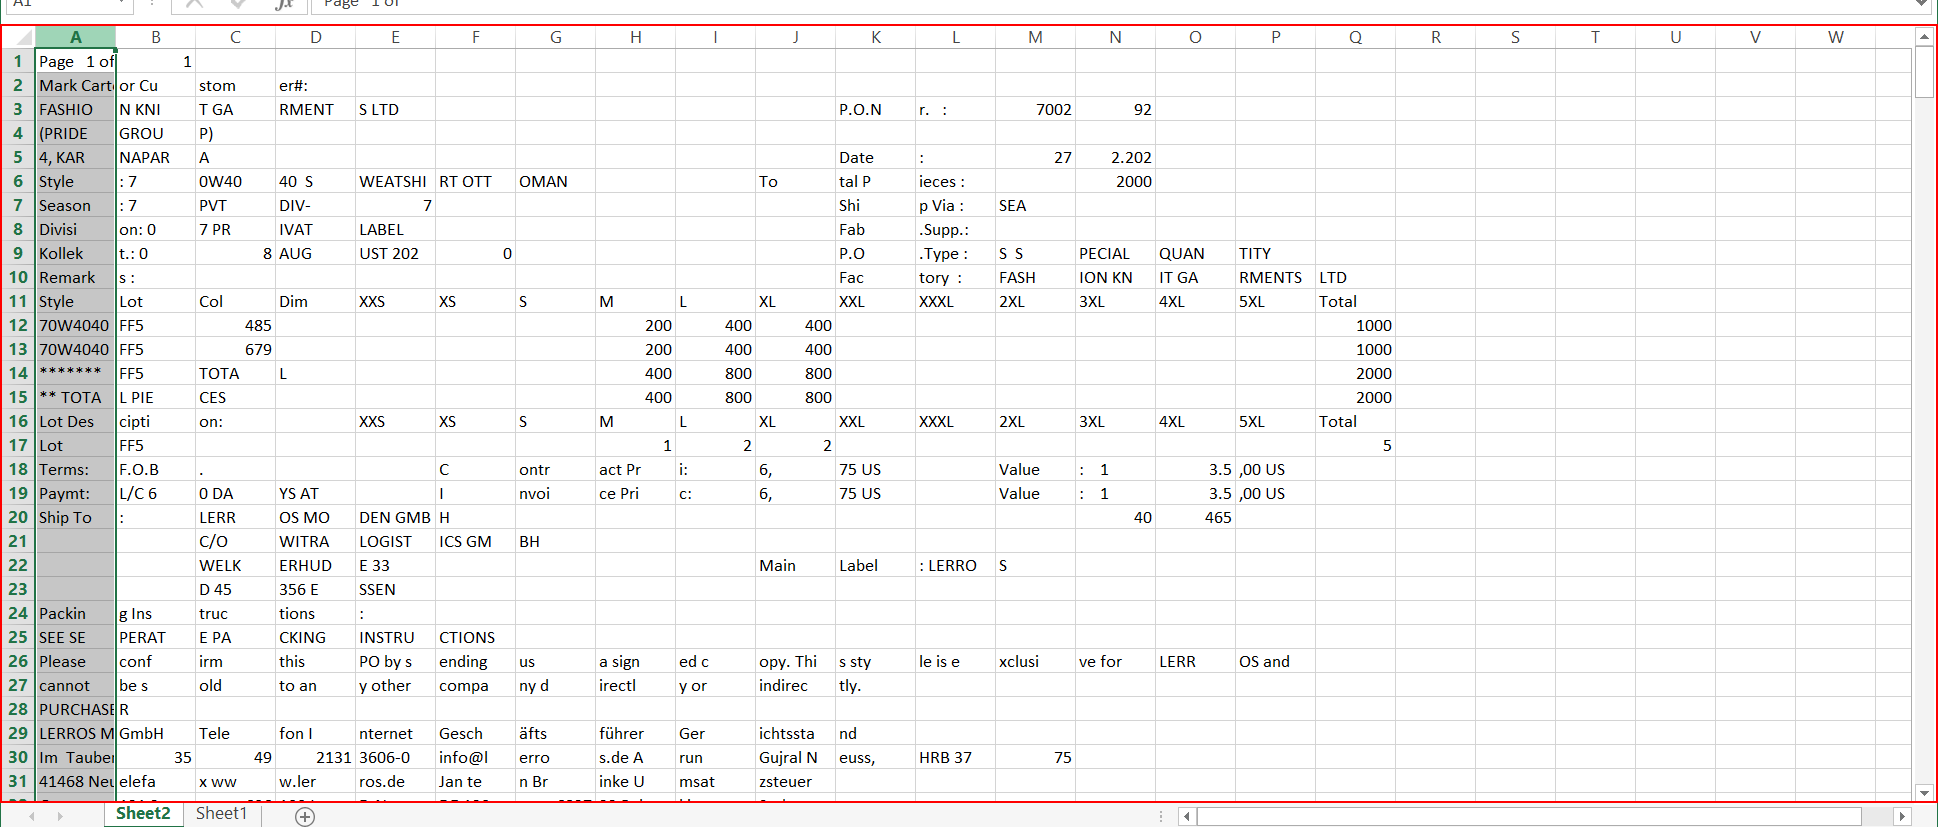 A1 fx Page 1 of
A B C D E F G H I J K L M N O P Q R S T U V W
1 Page 1 of 1
2 Mark Cart or Cu stom er#:
3 FASHIO N KNI T GA RMENT S LTD P.O.N r. : 7002 92
4 (PRIDE GROU P)
5 4, KAR NAPAR A Date : 27 2.202
6 Style : 7 0W40 40 S WEATSHI RT OTT OMAN To tal P ieces : 2000
7 Season : 7 PVT DIV- 7 Shi p Via : SEA
8 Divisi on: 0 7 PR IVAT LABEL Fab .Supp.:
9 Kollek t.: 0 8 AUG UST 202 0 P.O .Type : S S PECIAL QUAN TITY
10 Remark s : Fac tory : FASH ION KN IT GA RMENTS LTD
11 Style Lot Col Dim XXS XS S M L XL XXL XXXL 2XL 3XL 4XL 5XL Total
12 70W4040 FF5 485 200 400 400 1000
13 70W4040 FF5 679 200 400 400 1000
14 ******* FF5 TOTA L 400 800 800 2000
15 ** TOTA L PIE CES 400 800 800 2000
16 Lot Des cipti on: XXS XS S M L XL XXL XXXL 2XL 3XL 4XL 5XL Total
17 Lot FF5 1 2 2 5
18 Terms: F.O.B . C ontr act Pr i: 6, 75 US Value : 1 3.5 ,00 US
19 Paymt: L/C 6 0 DA YS AT I nvoi ce Pri c: 6, 75 US Value : 1 3.5 ,00 US
20 Ship To : LERR OS MO DEN GMB H 40 465
21 C/O WITRA LOGIST ICS GM BH
22 WELK ERHUD E 33 Main Label : LERRO S
23 D 45 356 E SSEN
24 Packin g Ins truc tions :
25 SEE SE PERAT E PA CKING INSTRU CTIONS
26 Please conf irm this PO by s ending us a sign ed c opy. Thi s sty le is e xclusi ve for LERR OS and
27 cannot be s old to an y other compa ny d irectl y or indirec tly.
28 PURCHASE R
29 LERROS M GmbH Tele fon I nternet Gesch äfts führer Ger ichtssta nd
30 Im Tauber 35 49 2131 3606-0 info@l erro s.de A run Gujral N euss, HRB 37 75
31 41468 Neu elefa x ww w.ler ros.de Jan te n Br inke U msat zsteuer
Sheet2 Sheet1